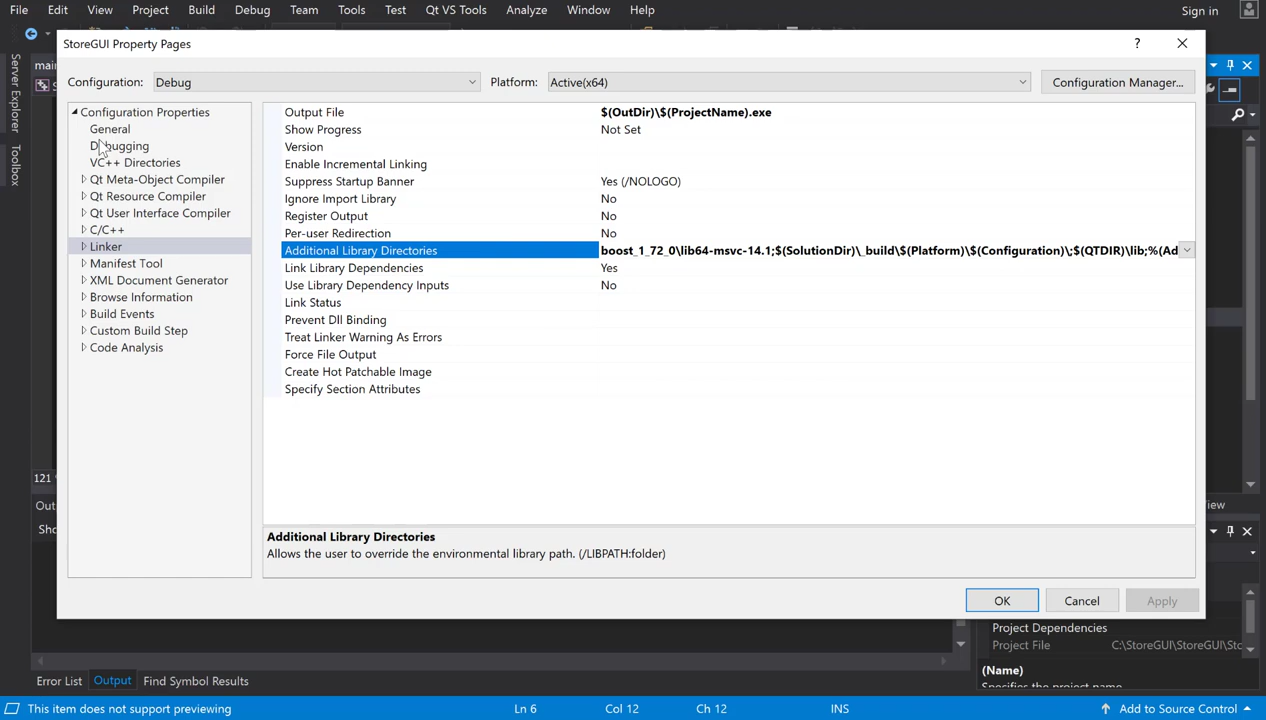 File Edit View Project Build Debug Team Tools Test Qt VS Tools Analyze Window Help Sign in
StoreGUI Property Pages
Configuration: Debug Platform: Active(x64) Configuration Manager...
Server Explorer
Toolbox
Configuration Properties
General
Debugging
VC++ Directories
Qt Meta-Object Compiler
Qt Resource Compiler
Qt User Interface Compiler
C/C++
Linker
Manifest Tool
XML Document Generator
Browse Information
Build Events
Custom Build Step
Code Analysis
Output File $(OutDir)\$(ProjectName).exe
Show Progress Not Set
Version
Enable Incremental Linking
Suppress Startup Banner Yes (/NOLOGO)
Ignore Import Library No
Register Output No
Per-user Redirection No
Additional Library Directories boost_1_72_0\lib64-msvc-14.1;$(SolutionDir)\_build\$(Platform)\$(Configuration)\;$(QTDIR)\lib;%(Ad
Link Library Dependencies Yes
Use Library Dependency Inputs No
Link Status
Prevent Dll Binding
Treat Linker Warning As Errors
Force File Output
Create Hot Patchable Image
Specify Section Attributes
Additional Library Directories
Allows the user to override the environmental library path. (/LIBPATH:folder)
OK Cancel Apply
121
Project Dependencies
Project File C:\StoreGUI\StoreGUI\Stc
(Name)
Specifies the project name
Error List Output Find Symbol Results
This item does not support previewing Ln 6 Col 12 Ch 12 INS Add to Source Control